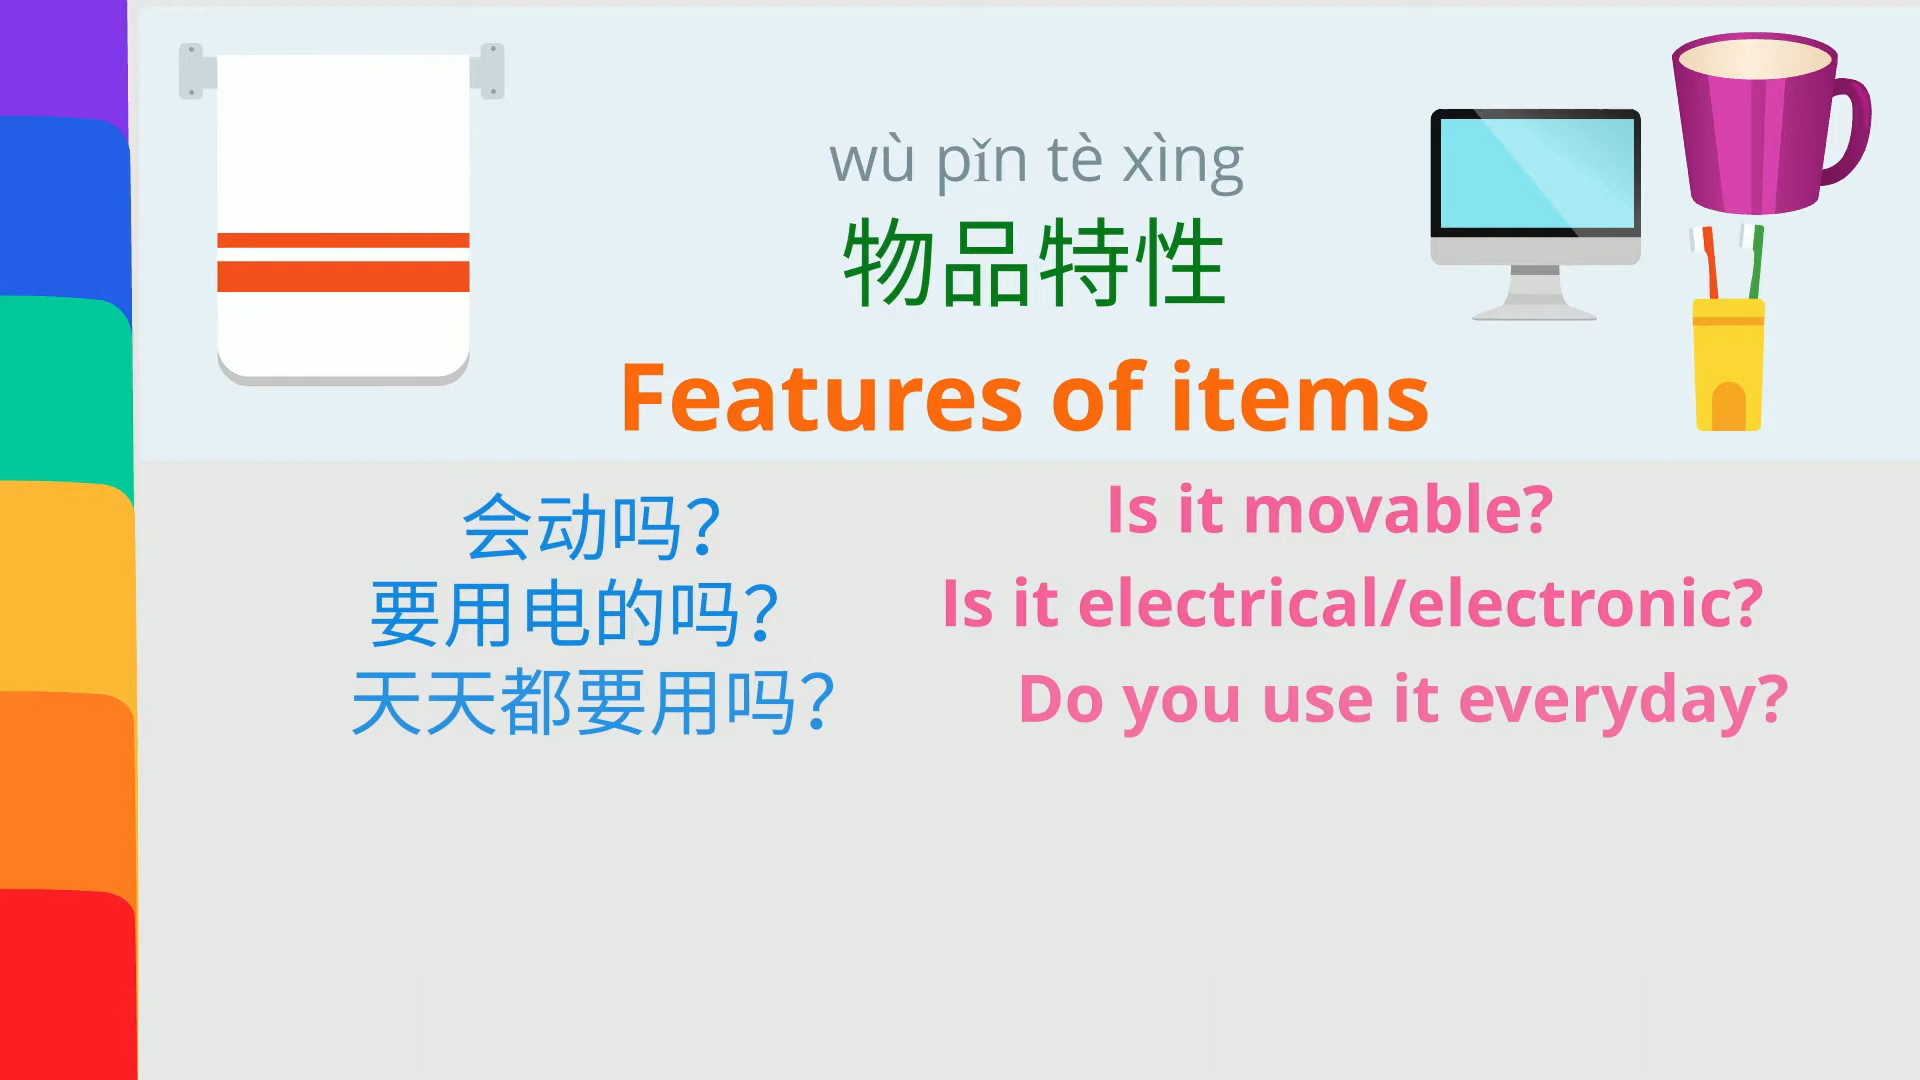 wù pǐn tè xìng
物品特性
Features of items
会动吗？
Is it movable?
要用电的吗？
Is it electrical/electronic?
天天都要用吗？
Do you use it everyday?